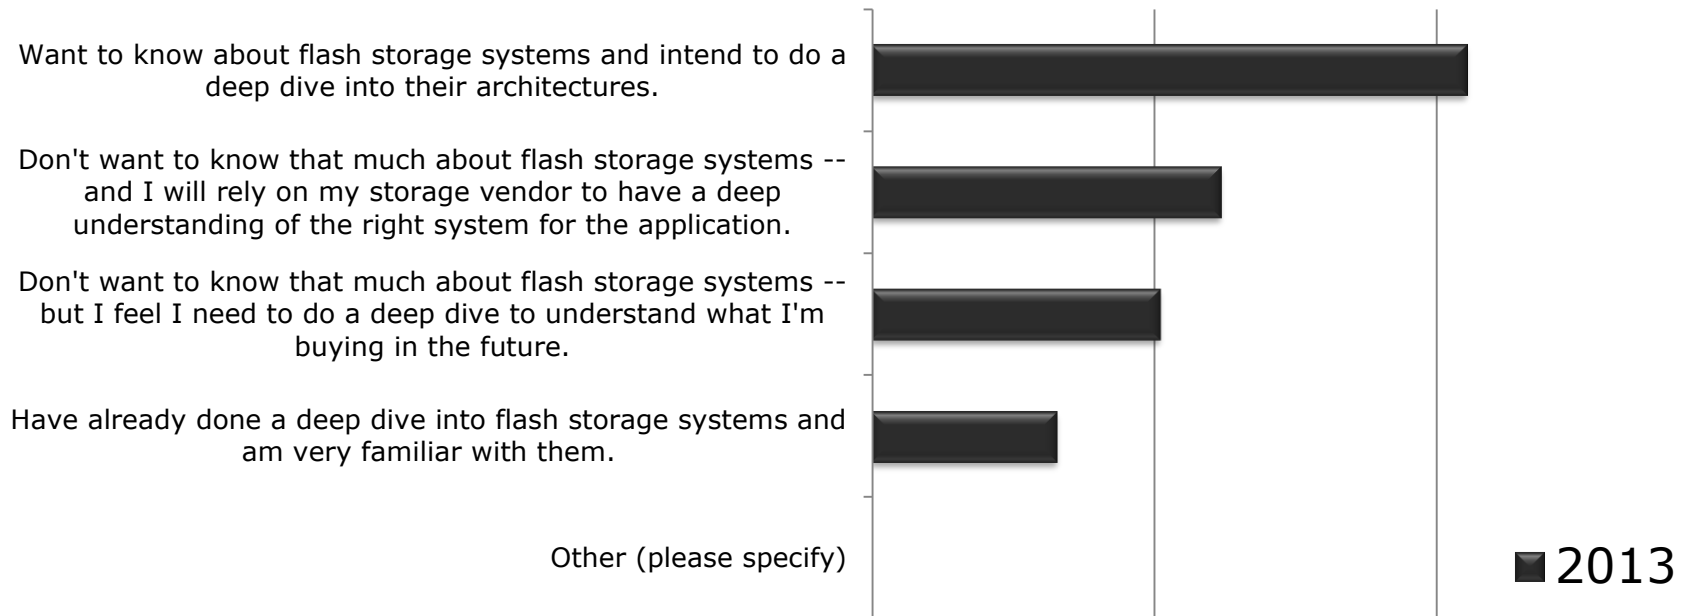 Want to know about flash storage systems and intend to do a
deep dive into their architectures.
Don't want to know that much about flash storage systems --
and I will rely on my storage vendor to have a deep
understanding of the right system for the application.
Don't want to know that much about flash storage systems --
but I feel I need to do a deep dive to understand what I'm
buying in the future.
Have already done a deep dive into flash storage systems and
am very familiar with them.
Other (please specify)
2013